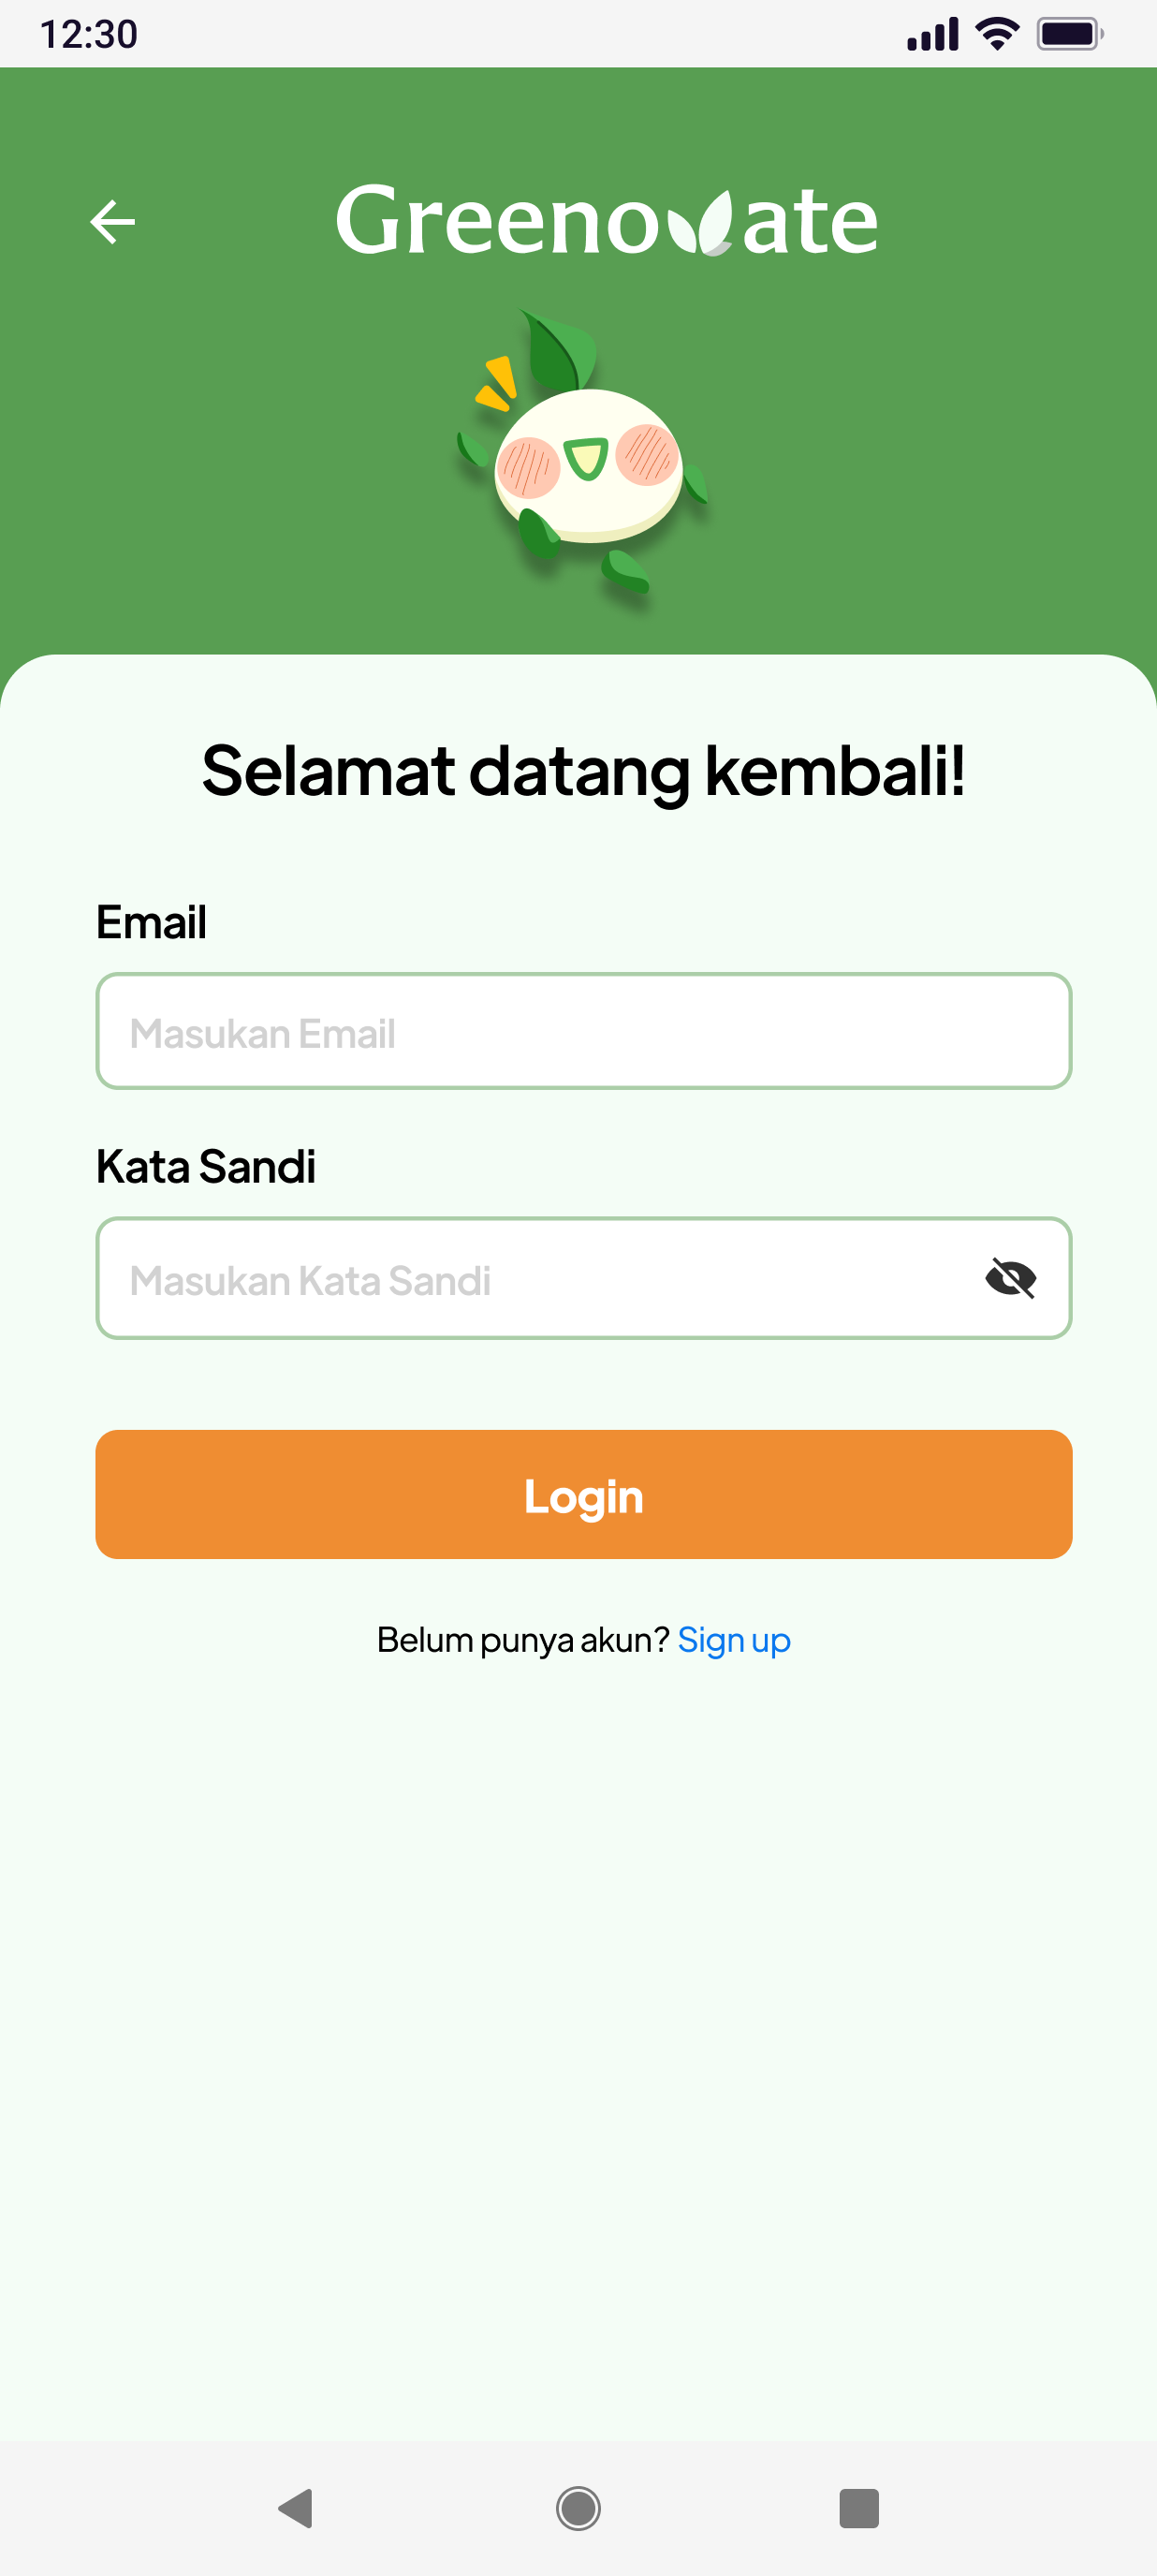 12:30
Greenovate
Selamat datang kembali!
Email
Masukan Email
Kata Sandi
Masukan Kata Sandi
Login
Belum punya akun? Sign up